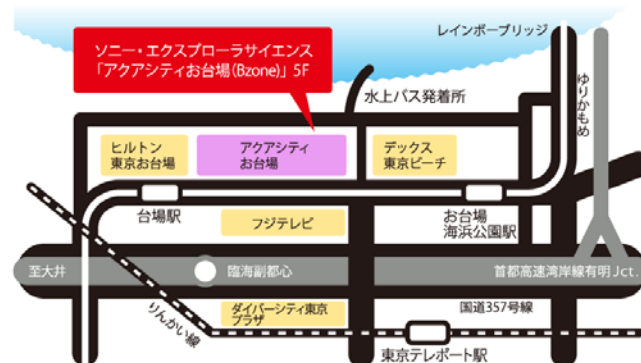 ソニー・エクスプローラサイエンス
「アクアシティお台場(Bzone)」5F
レインボーブリッジ
ゆりかもめ
水上バス発着所
ヒルトン
東京お台場
アクアシティ
お台場
デックス
東京ビーチ
台場駅
お台場
海浜公園駅
フジテレビ
至大井
臨海副都心
首都高速湾岸線有明Jct.
りんかい線
ダイバーシティ東京
プラザ
国道357号線
東京テレポート駅